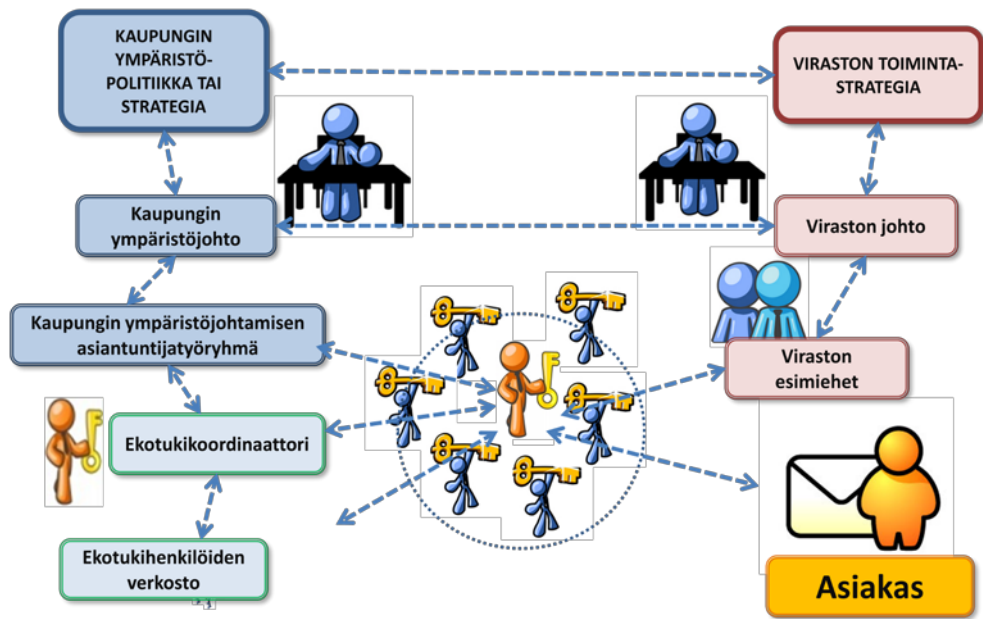 KAUPUNGIN
YMPÄRISTÖ-
POLITIIKKA TAI
STRATEGIA
VIRASTON TOIMINTA-
STRATEGIA
Kaupungin
ympäristöjohto
Viraston johto
Kaupungin ympäristöjohtamisen
asiantuntijatyöryhmä
Viraston
esimiehet
Ekotukikoordinaattori
Ekotukihenkilöiden
verkosto
Asiakas